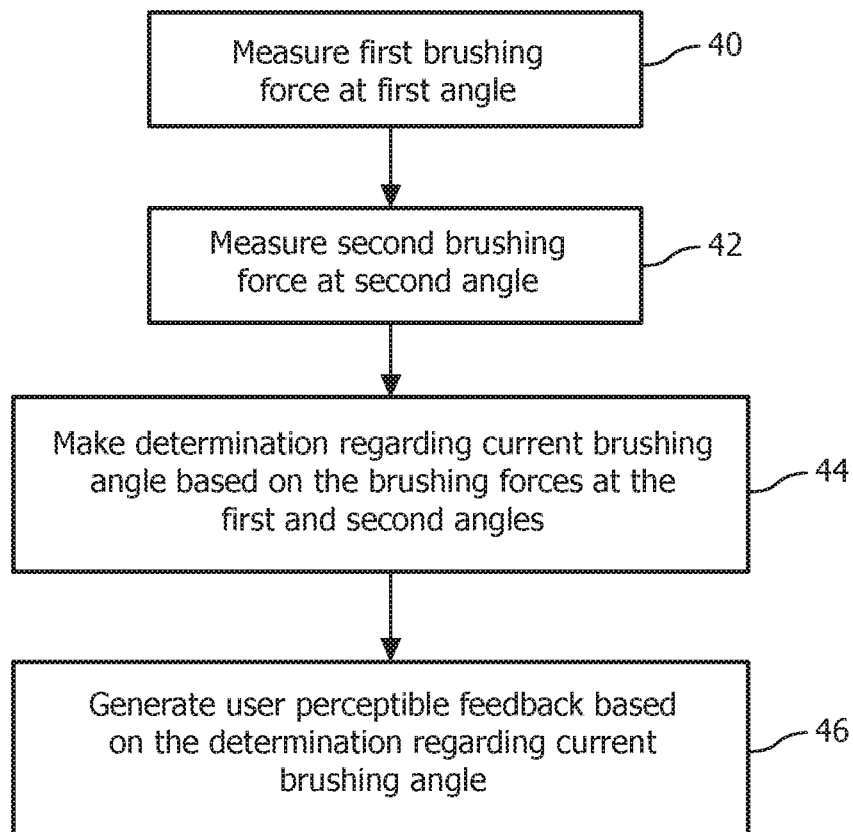 Measure first brushing
force at first angle
40
Measure second brushing
force at second angle
42
Make determination regarding current brushing
angle based on the brushing forces at the
first and second angles
44
Generate user perceptible feedback based
on the determination regarding current
brushing angle
46